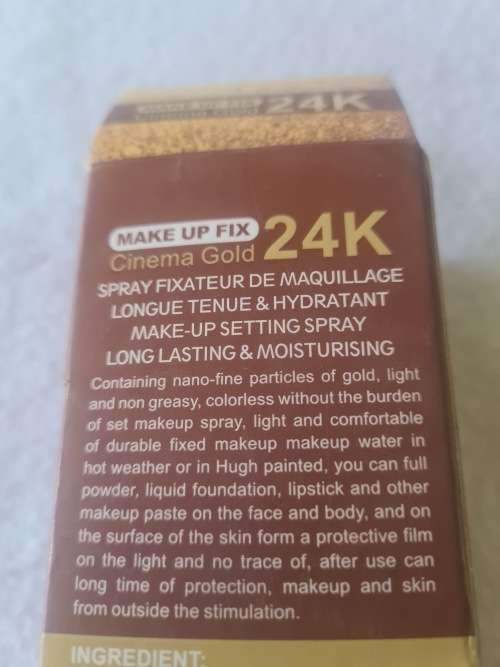 24K
MAKE UP FIX
Cinema Gold 24K
SPRAY FIXATEUR DE MAQUILLAGE
LONGUE TENUE & HYDRATANT
MAKE-UP SETTING SPRAY
LONG LASTING & MOISTURISING
Containing nano-fine particles of gold, light
and non greasy, colorless without the burden
of set makeup spray, light and comfortable
of durable fixed makeup makeup water in
hot weather or in Hugh painted, you can full
powder, liquid foundation, lipstick and other
makeup paste on the face and body, and on
the surface of the skin form a protective film
on the light and no trace of, after use can
long time of protection, makeup and skin
from outside the stimulation.
INGREDIENT: